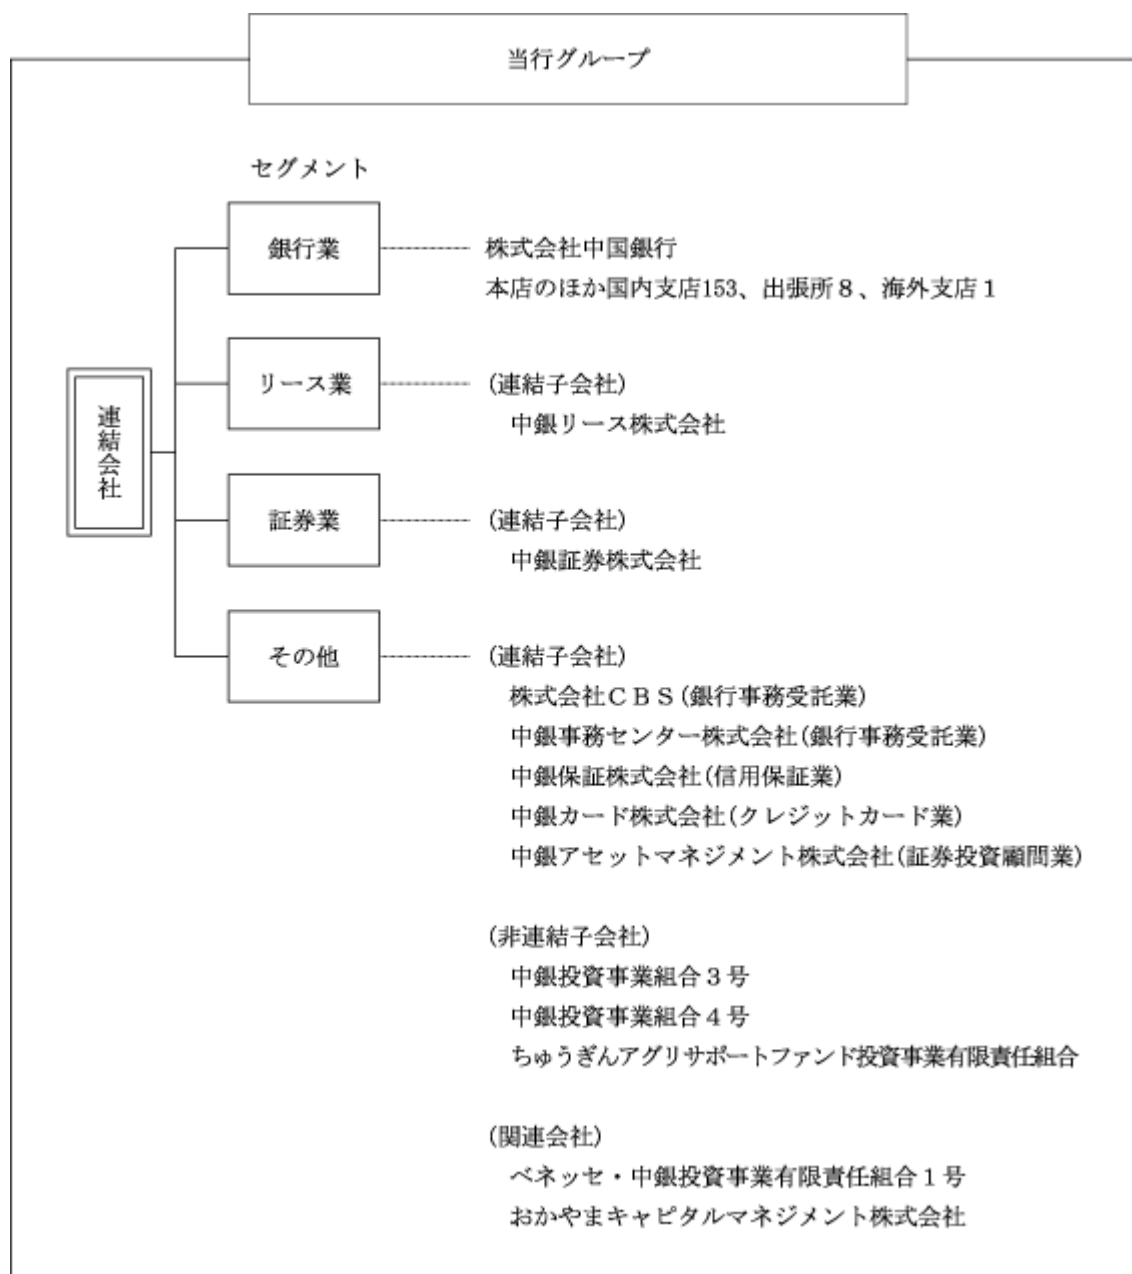 当行グループ
セグメント
銀行業
株式会社中国銀行
本店のほか国内支店153、出張所８、海外支店１
リース業
(連結子会社)
中銀リース株式会社
連結会社
証券業
(連結子会社)
中銀証券株式会社
その他
(連結子会社)
株式会社ＣＢＳ(銀行事務受託業)
中銀事務センター株式会社(銀行事務受託業)
中銀保証株式会社(信用保証業)
中銀カード株式会社(クレジットカード業)
中銀アセットマネジメント株式会社(証券投資顧問業)
(非連結子会社)
中銀投資事業組合３号
中銀投資事業組合４号
ちゅうぎんアグリサポートファンド投資事業有限責任組合
(関連会社)
ベネッセ・中銀投資事業有限責任組合１号
おかやまキャピタルマネジメント株式会社